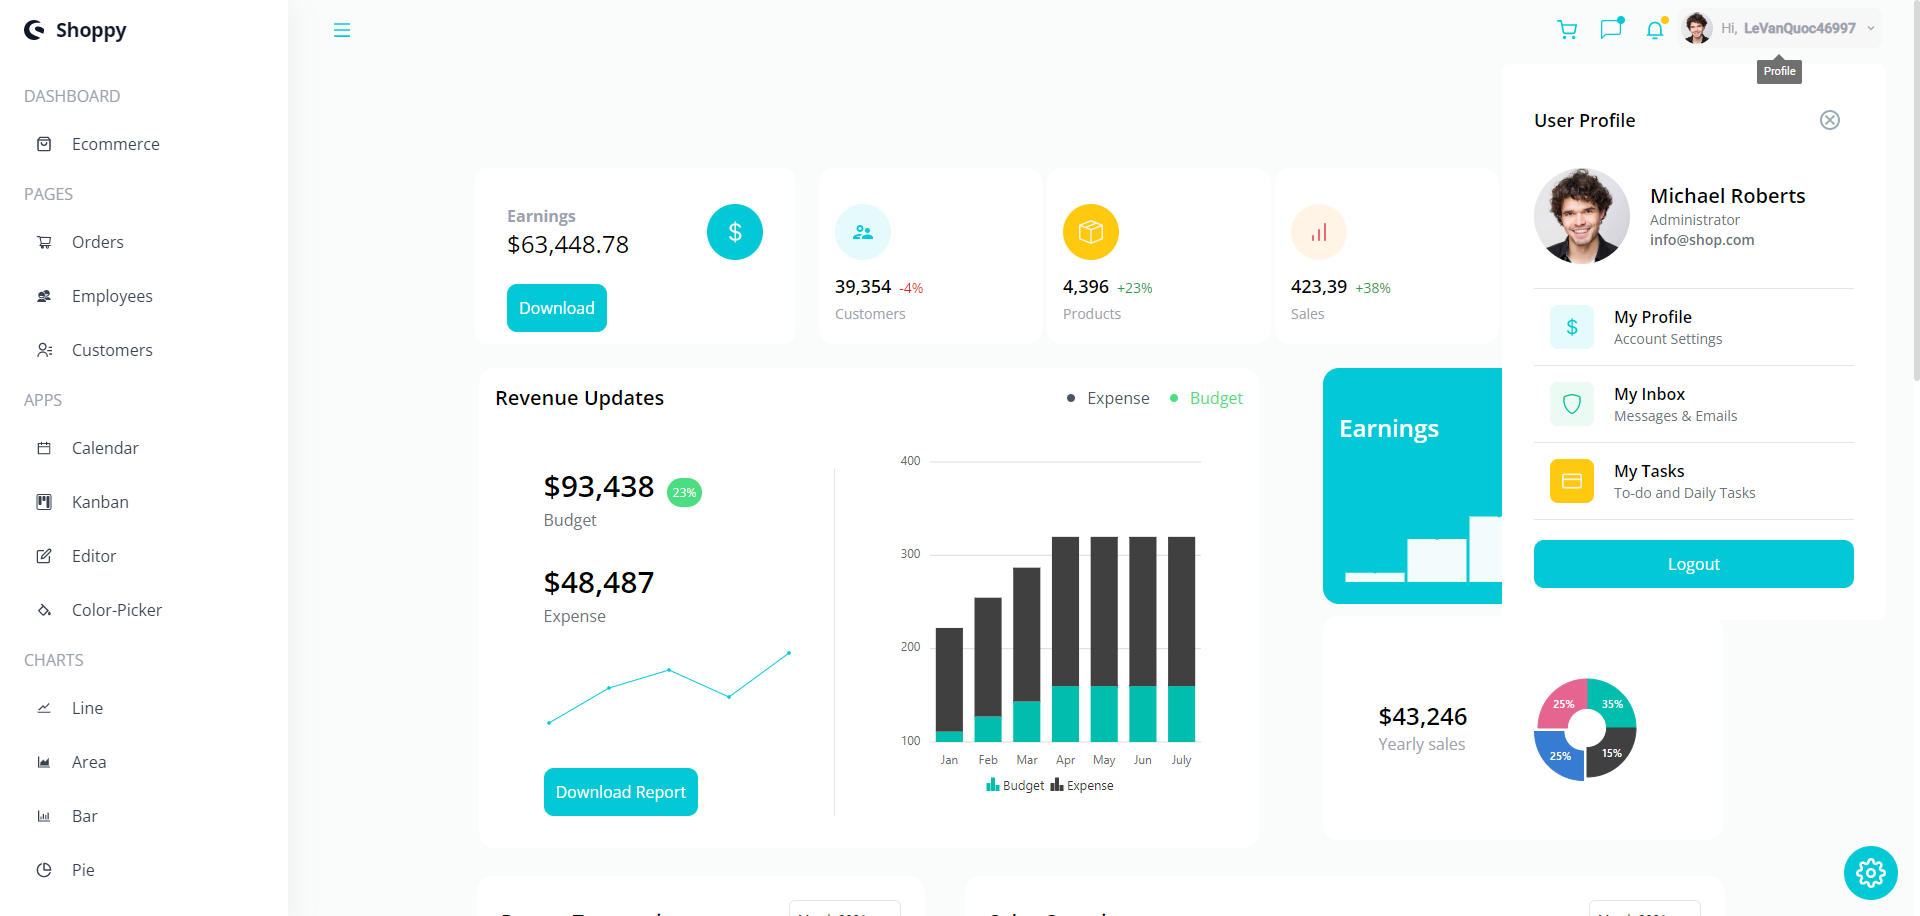 Shoppy
Hi, LeVanQuoc46997
Profile
DASHBOARD
Ecommerce
PAGES
Orders
Employees
Customers
APPS
Calendar
Kanban
Editor
Color-Picker
CHARTS
Line
Area
Bar
Pie
Earnings
$63,448.78
$
Download
39,354 -4%
Customers
4,396 +23%
Products
423,39 +38%
Sales
Revenue Updates
Expense
Budget
$93,438 23%
Budget
$48,487
Expense
Download Report
400
300
200
100
Jan Feb Mar Apr May Jun July
Budget Expense
Earnings
$43,246
Yearly sales
25% 35%
25% 15%
User Profile
Michael Roberts
Administrator
info@shop.com
$
My Profile
Account Settings
My Inbox
Messages & Emails
My Tasks
To-do and Daily Tasks
Logout